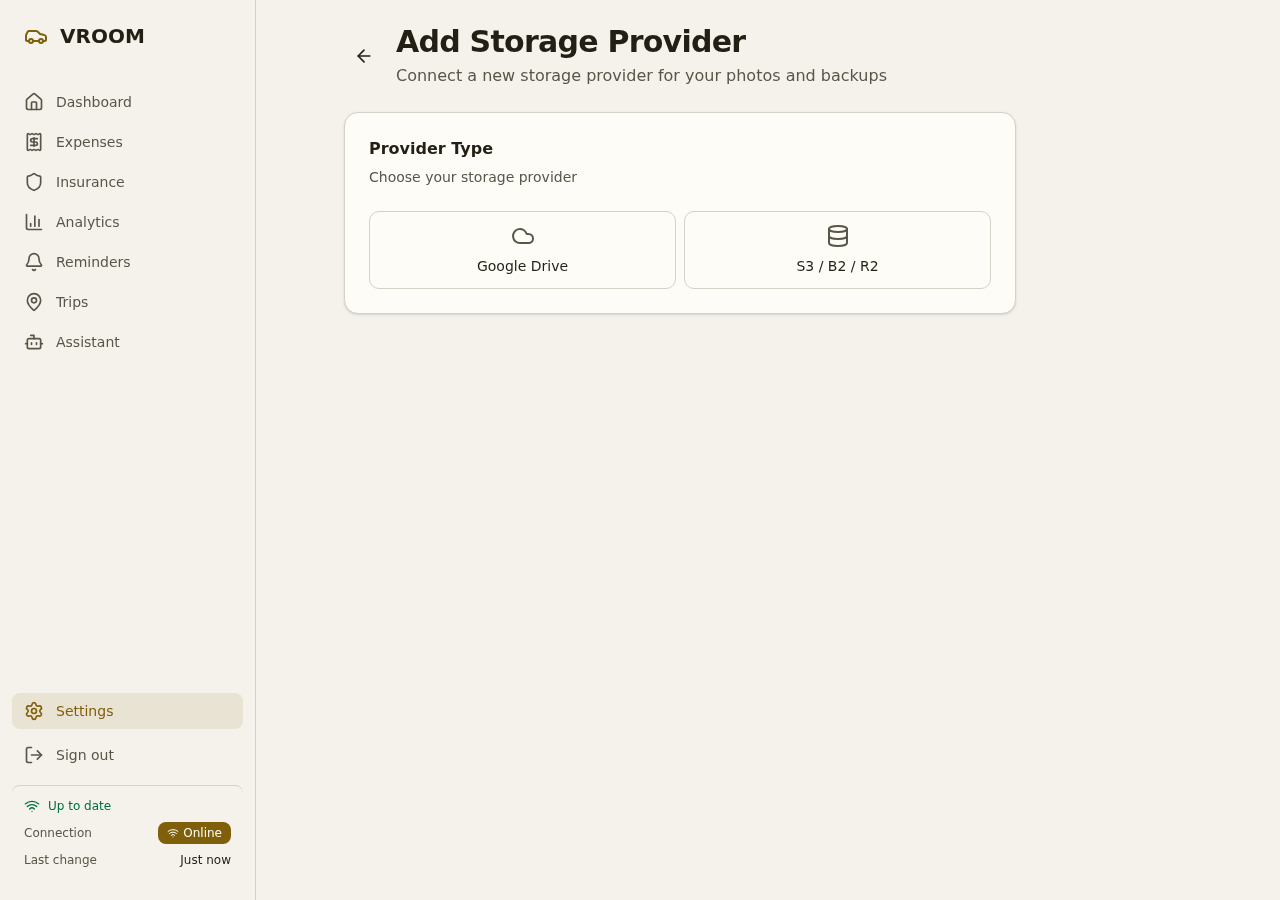 VROOM
Dashboard
Expenses
Insurance
Analytics
Reminders
Trips
Assistant
Settings
Sign out
Up to date
Connection
Online
Last change
Just now
Add Storage Provider
Connect a new storage provider for your photos and backups
Provider Type
Choose your storage provider
Google Drive
S3 / B2 / R2